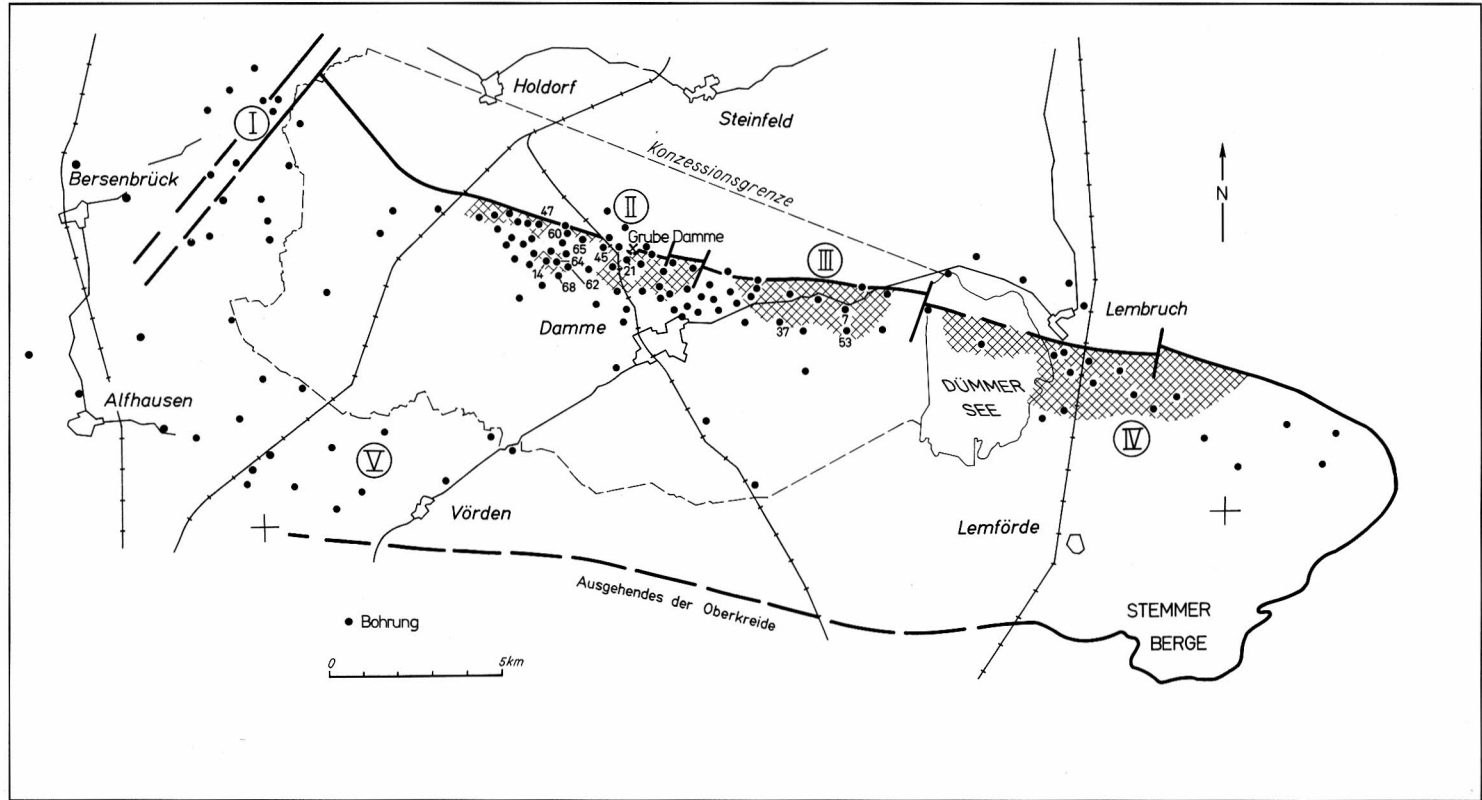 Holdorf
Steinfeld
I
Bersenbrück
Konzessionsgrenze
N
II
47
Grube Damme
60
65
45
III
64
21
14
62
68
Damme
7
37
53
Lembruch
DÜMMER
SEE
Alfhausen
IV
V
Vörden
Lemförde
Ausgehendes der Oberkreide
STEMMER
BERGE
Bohrung
0 5km